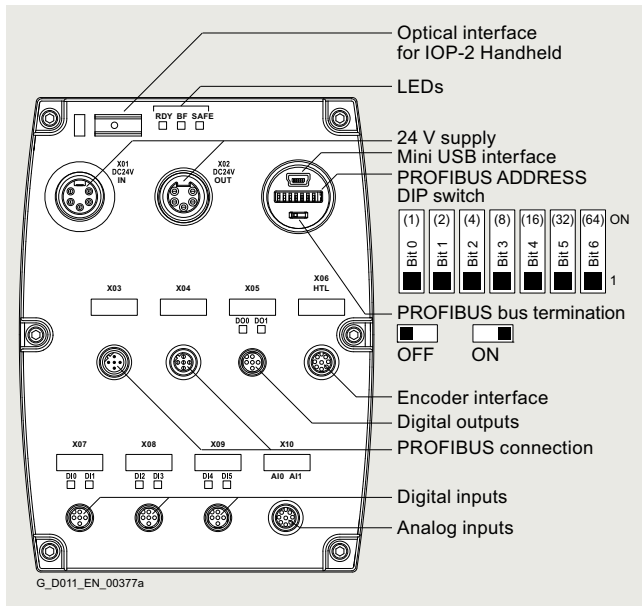 Optical interface
for IOP-2 Handheld
LEDs
RDY BF SAFE
24 V supply
Mini USB interface
PROFIBUS ADDRESS
DIP switch
X01
DC24V
IN
X02
DC24V
OUT
(1) (2) (4) (8) (16) (32) (64) ON
Bit 0 Bit 1 Bit 2 Bit 3 Bit 4 Bit 5 Bit 6
1
X03 X04 X05 X06
HTL
DO0 DO1
PROFIBUS bus termination
OFF ON
Encoder interface
Digital outputs
PROFIBUS connection
X07 X08 X09 X10
DI0 DI1 DI2 DI3 DI4 DI5 AI0 AI1
Digital inputs
Analog inputs
G_D011_EN_00377a